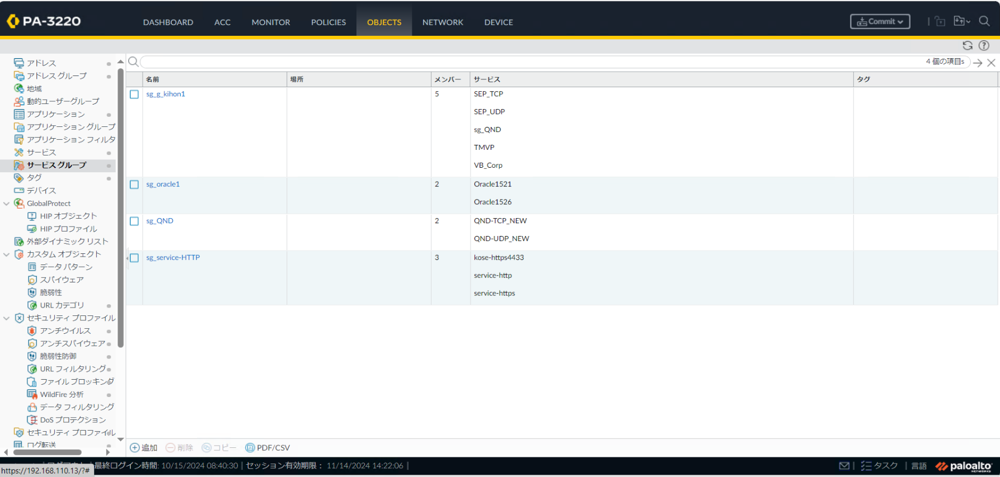 PA-3220
DASHBOARD ACC MONITOR POLICIES OBJECTS NETWORK DEVICE
Commit
アドレス
アドレス グループ
地域
動的ユーザーグループ
アプリケーション
アプリケーション グループ
アプリケーション フィルタ
サービス
サービス グループ
タグ
デバイス
GlobalProtect
HIP オブジェクト
HIP プロファイル
外部ダイナミック リスト
カスタム オブジェクト
データ パターン
スパイウェア
脆弱性
URL カテゴリ
セキュリティ プロファイル
アンチウイルス
アンチスパイウェア
脆弱性防御
URL フィルタリング
ファイル ブロッキング
WildFire 分析
データ フィルタリング
DoS プロテクション
セキュリティ プロファイル
ログ転送
4 個の項目s
名前 場所 メンバー サービス タグ
sg_g_kihon1 5 SEP_TCP
SEP_UDP
sg_QND
TMVP
VB_Corp
sg_oracle1 2 Oracle1521
Oracle1526
sg_QND 2 QND-TCP_NEW
QND-UDP_NEW
sg_service-HTTP 3 kose-https4433
service-http
service-https
追加 削除 コピー PDF/CSV
最終ログイン時間: 10/15/2024 08:40:30 | セッション有効期限： 11/14/2024 14:22:06 |
タスク | 言語 paloalto
NETWORKS
https://192.168.110.13/?#